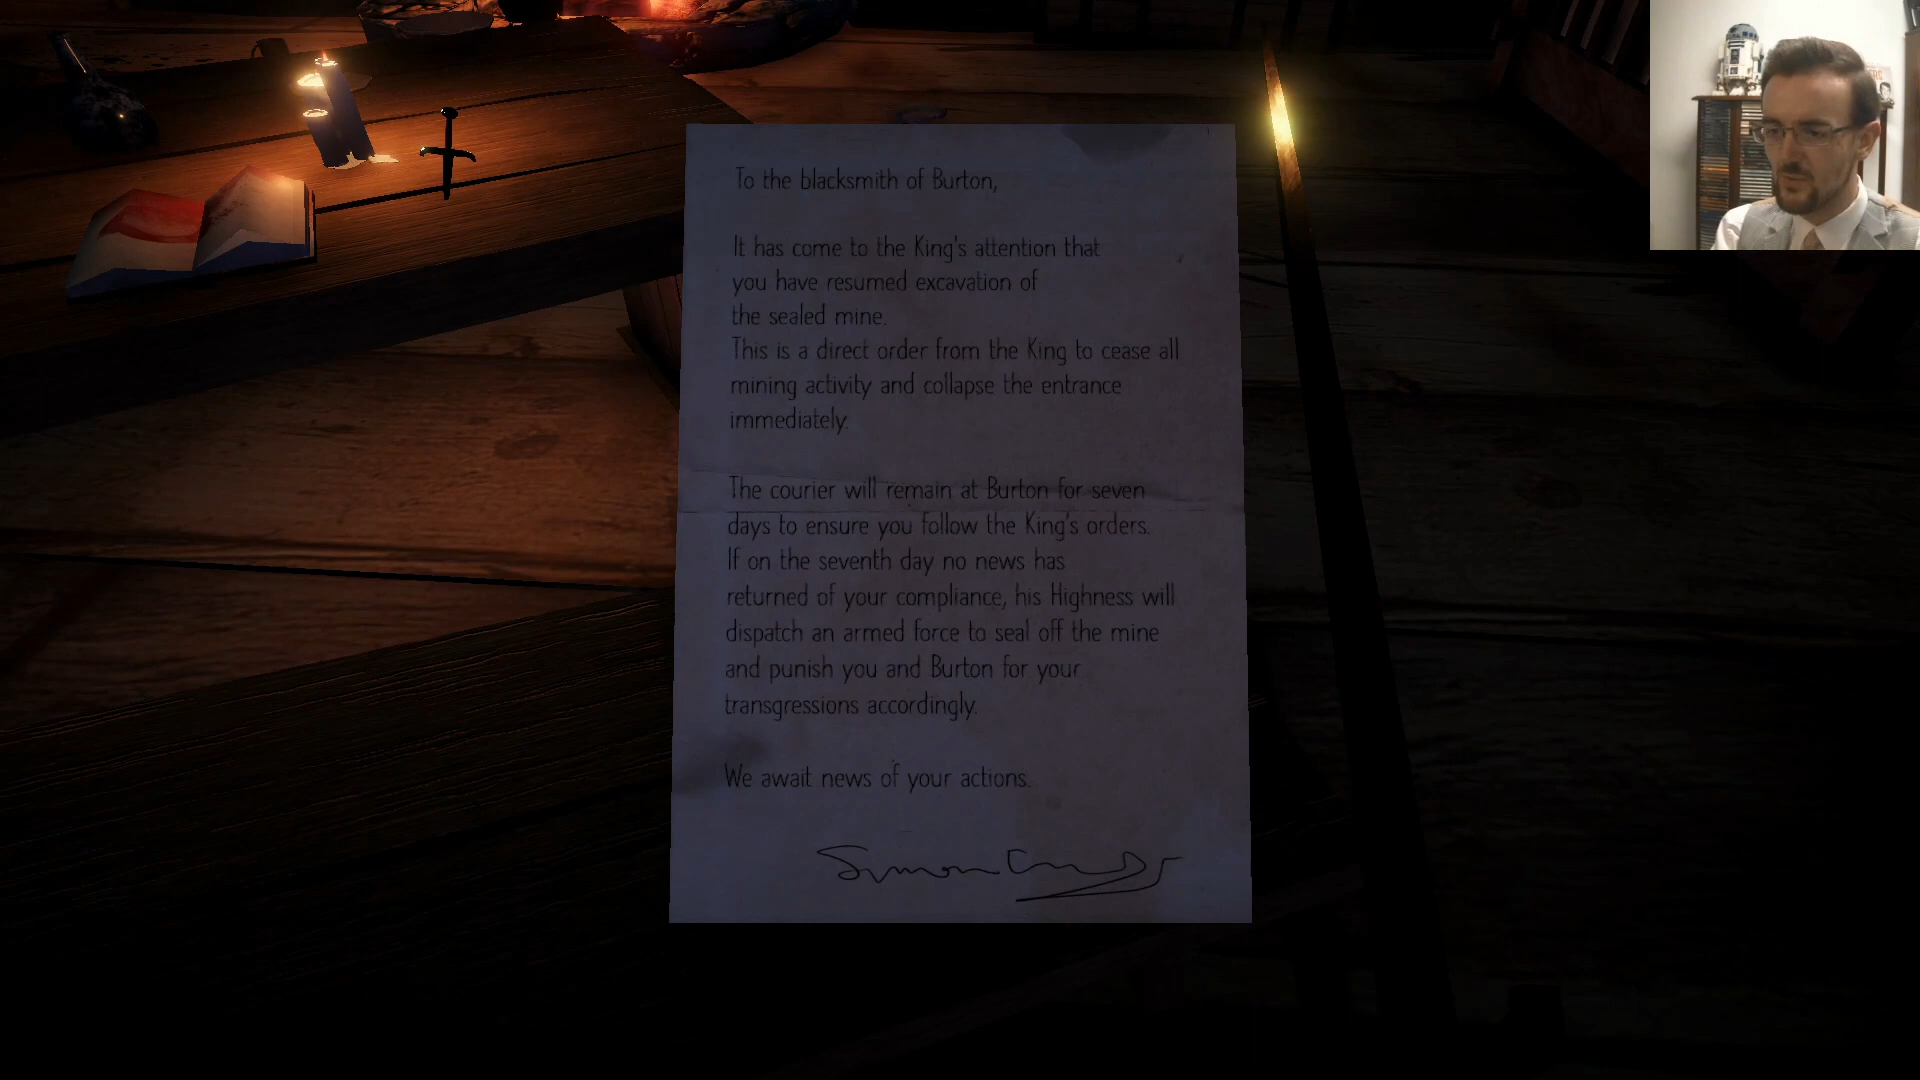 To the blacksmith of Burton,
It has come to the King's attention that
you have resumed excavation of
the sealed mine.
This is a direct order from the King to cease all
mining activity and collapse the entrance
immediately.
The courier will remain at Burton for seven
days to ensure you follow the King's orders.
If on the seventh day no news has
returned of your compliance, his Highness will
dispatch an armed force to seal off the mine
and punish you and Burton for your
transgressions accordingly.
We await news of your actions.
Simon